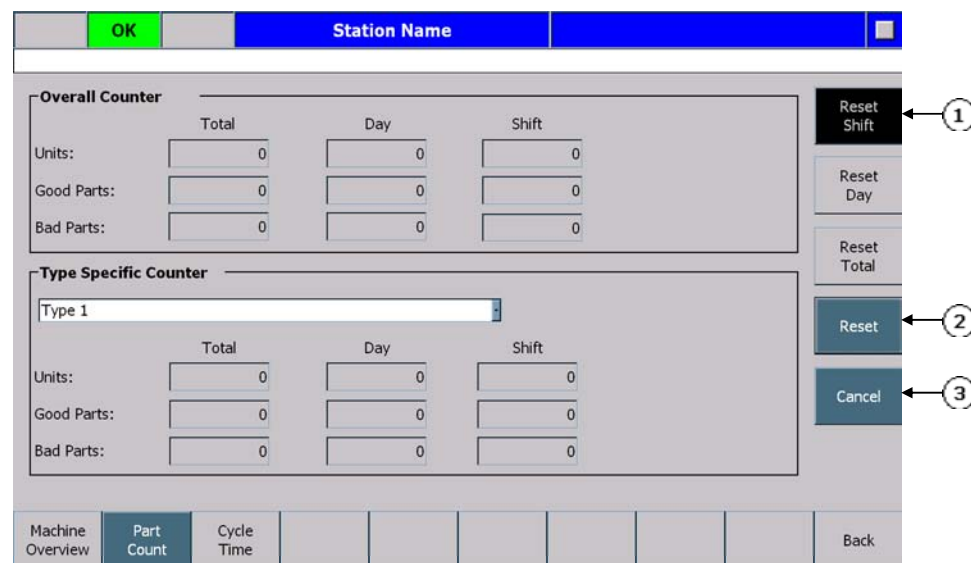 OK Station Name
Overall Counter
Total Day Shift
Units: 0 0 0
Good Parts: 0 0 0
Bad Parts: 0 0 0
Type Specific Counter
Type 1
Total Day Shift
Units: 0 0 0
Good Parts: 0 0 0
Bad Parts: 0 0 0
Reset
Shift
1
Reset
Day
Reset
Total
Reset
2
Cancel
3
Machine
Overview
Part
Count
Cycle
Time
Back